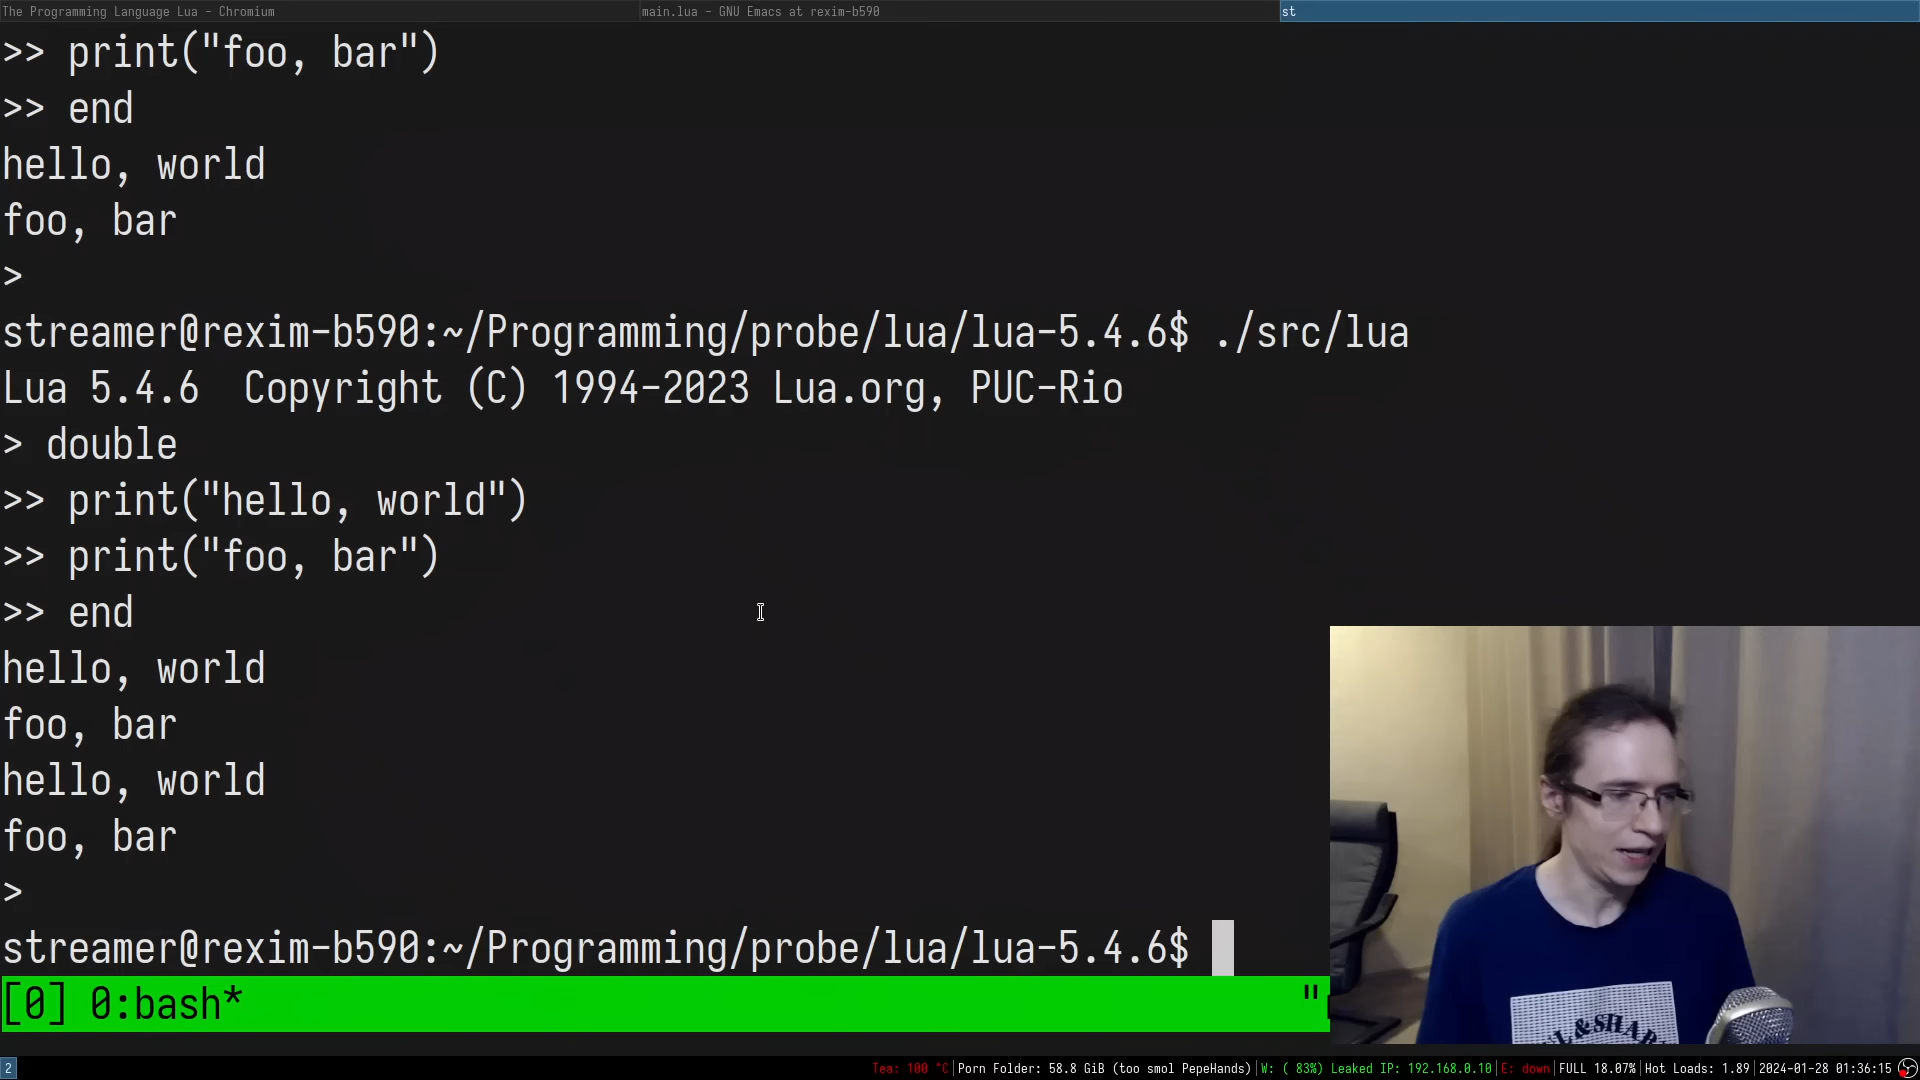 The Programming Language Lua - Chromium
main.lua - GNU Emacs at rexim-b590
st
>> print("foo, bar")
>> end
hello, world
foo, bar
>
streamer@rexim-b590:~/Programming/probe/lua/lua-5.4.6$ ./src/lua
Lua 5.4.6  Copyright (C) 1994-2023 Lua.org, PUC-Rio
> double
>> print("hello, world")
>> print("foo, bar")
>> end
hello, world
foo, bar
hello, world
foo, bar
>
streamer@rexim-b590:~/Programming/probe/lua/lua-5.4.6$
[0] 0:bash* "
2
Tea: 100 °C|Porn Folder: 58.8 GiB (too smol PepeHands)|W: ( 83%) Leaked IP: 192.168.0.10|E: down|FULL 18.07%|Hot Loads: 1.89|2024-01-28 01:36:15